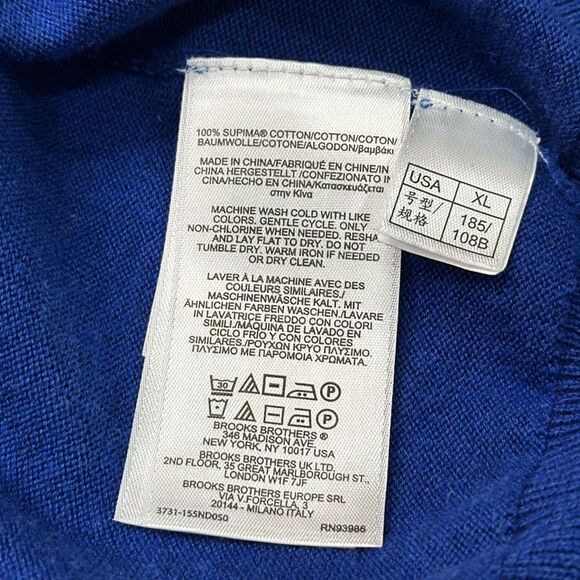 100% SUPIMA® COTTON/COTTON/COTON/
BAUMWOLLE/COTONE/ALGODON/βαμβάκι
MADE IN CHINA/FABRIQUÉ EN CHINE/IN
CHINA HERGESTELLT/CONFEZIONATO IN
CINA/HECHO EN CHINA/Κατασκευάζεται
στην Κίνα
MACHINE WASH COLD WITH LIKE
COLORS. GENTLE CYCLE. ONLY
NON-CHLORINE WHEN NEEDED. RESHA
AND LAY FLAT TO DRY. DO NOT
TUMBLE DRY. WARM IRON IF NEEDED
OR DRY CLEAN.
LAVER À LA MACHINE AVEC DES
COULEURS SIMILAIRES./
MASCHINENWÄSCHE KALT. MIT
ÄHNLICHEN FARBEN WASCHEN./LAVARE
IN LAVATRICE FREDDO CON COLORI
SIMILI./MÁQUINA DE LAVADO EN
CICLO FRÍO Y CON COLORES
SIMILARES./ΡΟΥΧΩΝ ΚΡΥΟ ΠΛΥΣΙΜΟ.
ΠΛΥΣΙΜΟ ΜΕ ΠΑΡΟΜΟΙΑ ΧΡΩΜΑΤΑ.
30 P
P
BROOKS BROTHERS ®
346 MADISON AVE.
NEW YORK, NY 10017 USA
BROOKS BROTHERS UK LTD.
2ND FLOOR, 35 GREAT MARLBOROUGH ST.,
LONDON W1F 7JF
BROOKS BROTHERS EUROPE SRL
VIA V.FORCELLA, 3
20144 - MILANO ITALY
3731-155ND0SQ RN93986
USA XL
号型/
规格
185/
108B